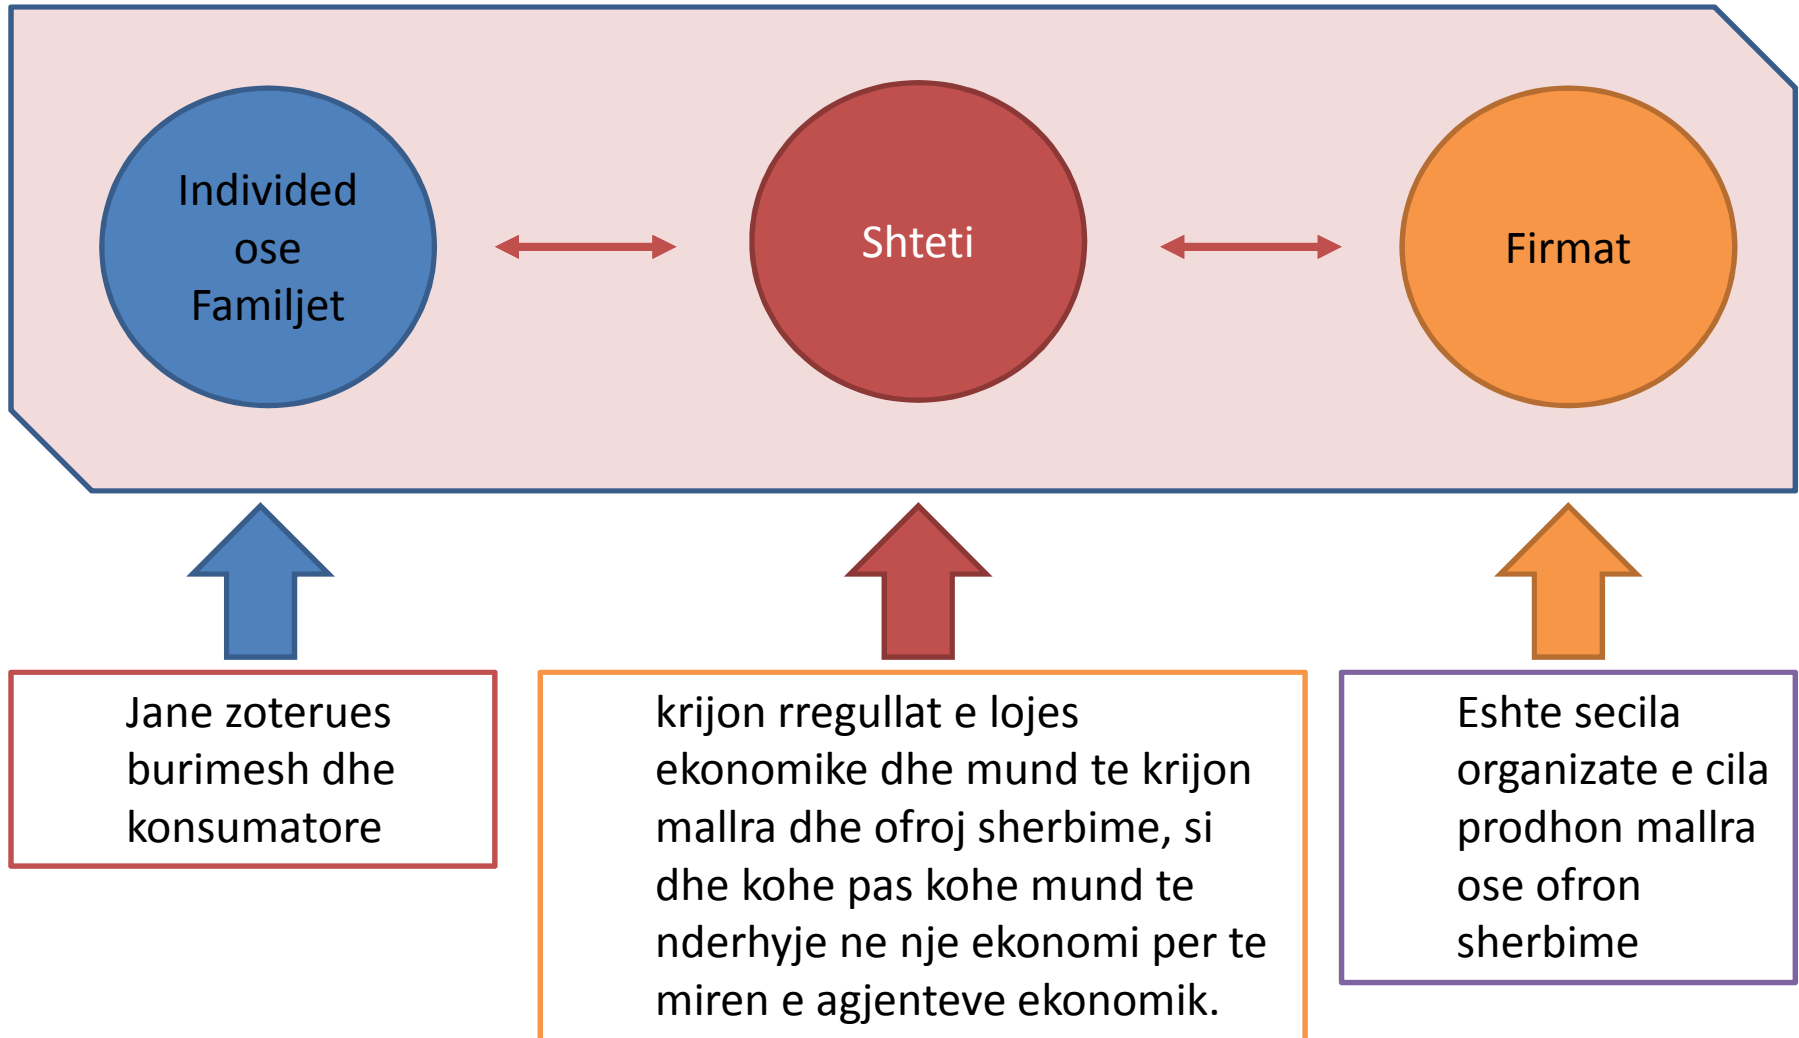 Individed
ose
Familjet
Shteti
Firmat
Jane zoterues
burimesh dhe
konsumatore
krijon rregullat e lojes
ekonomike dhe mund te krijon
mallra dhe ofroj sherbime, si
dhe kohe pas kohe mund te
nderhyje ne nje ekonomi per te
miren e agjenteve ekonomik.
Eshte secila
organizate e cila
prodhon mallra
ose ofron
sherbime